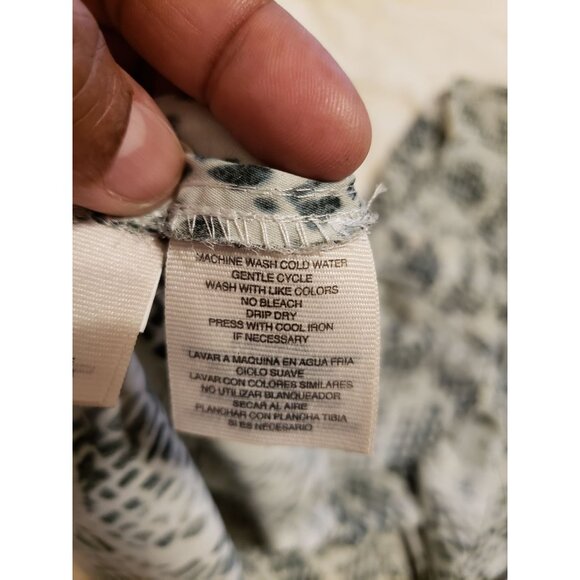 MACHINE WASH COLD WATER
GENTLE CYCLE
WASH WITH LIKE COLORS
NO BLEACH
DRIP DRY
PRESS WITH COOL IRON
IF NECESSARY
LAVAR A MAQUINA EN AGUA FRIA
CICLO SUAVE
LAVAR CON COLORES SIMILARES
NO UTILIZAR BLANQUEADOR
SECAR AL AIRE
PLANCHAR CON PLANCHA TIBIA
SI ES NECESARIO